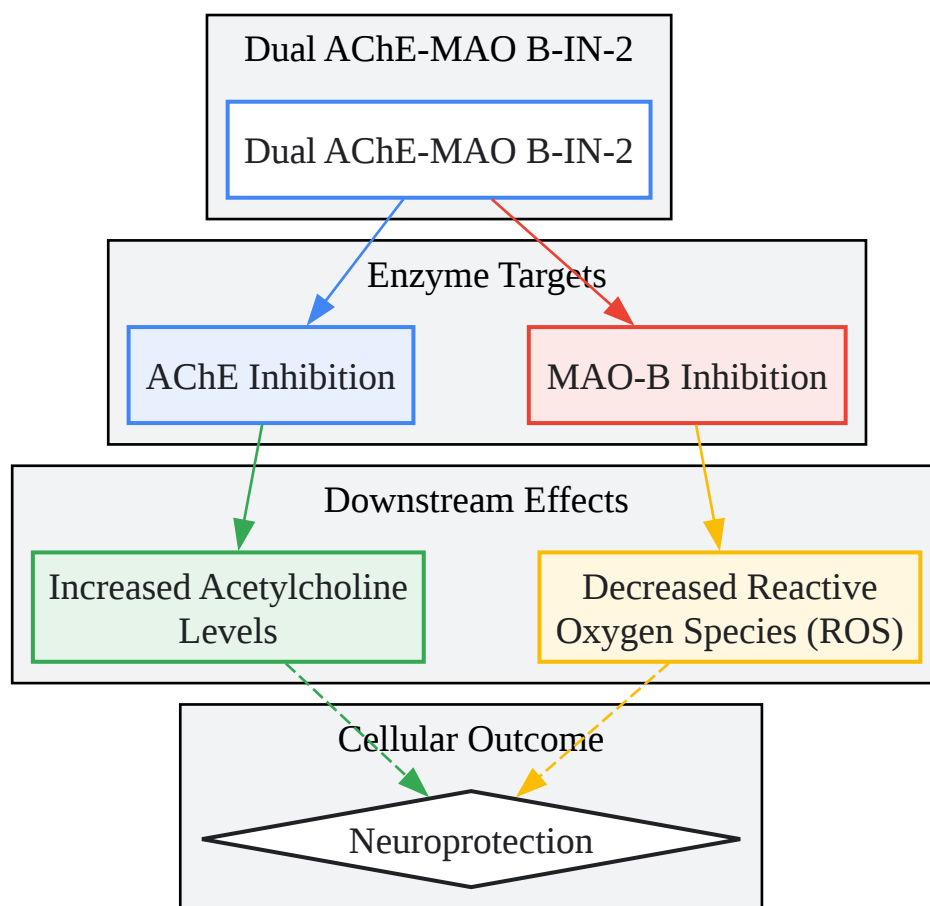 Dual AChE-MAO B-IN-2
Dual AChE-MAO B-IN-2
Enzyme Targets
AChE Inhibition
MAO-B Inhibition
Downstream Effects
Increased Acetylcholine
Levels
Decreased Reactive
Oxygen Species (ROS)
Cellular Outcome
Neuroprotection